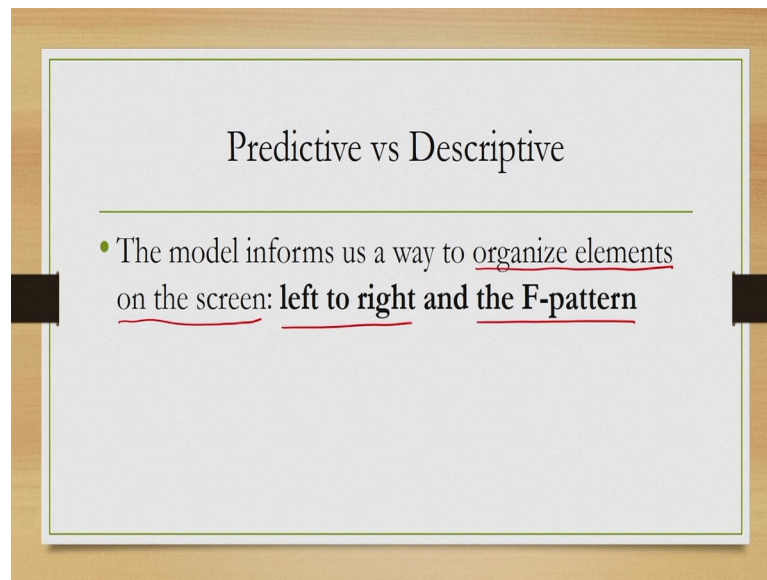 Predictive vs Descriptive
• The model informs us a way to organize elements
on the screen: left to right and the F-pattern